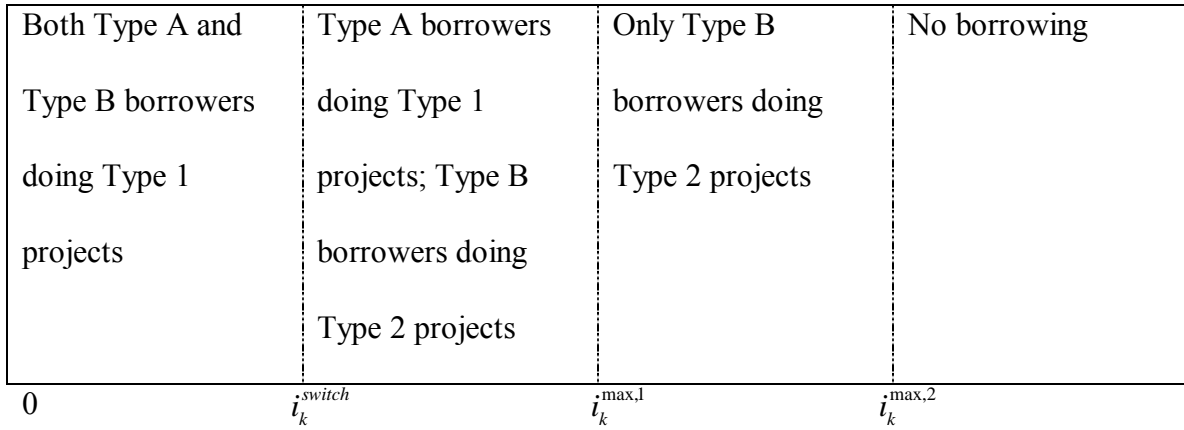 Both Type A and
Type B borrowers
doing Type 1
projects
Type A borrowers
doing Type 1
projects; Type B
borrowers doing
Type 2 projects
Only Type B
borrowers doing
Type 2 projects
No borrowing
0 i_k^{switch} i_k^{max,1} i_k^{max,2}